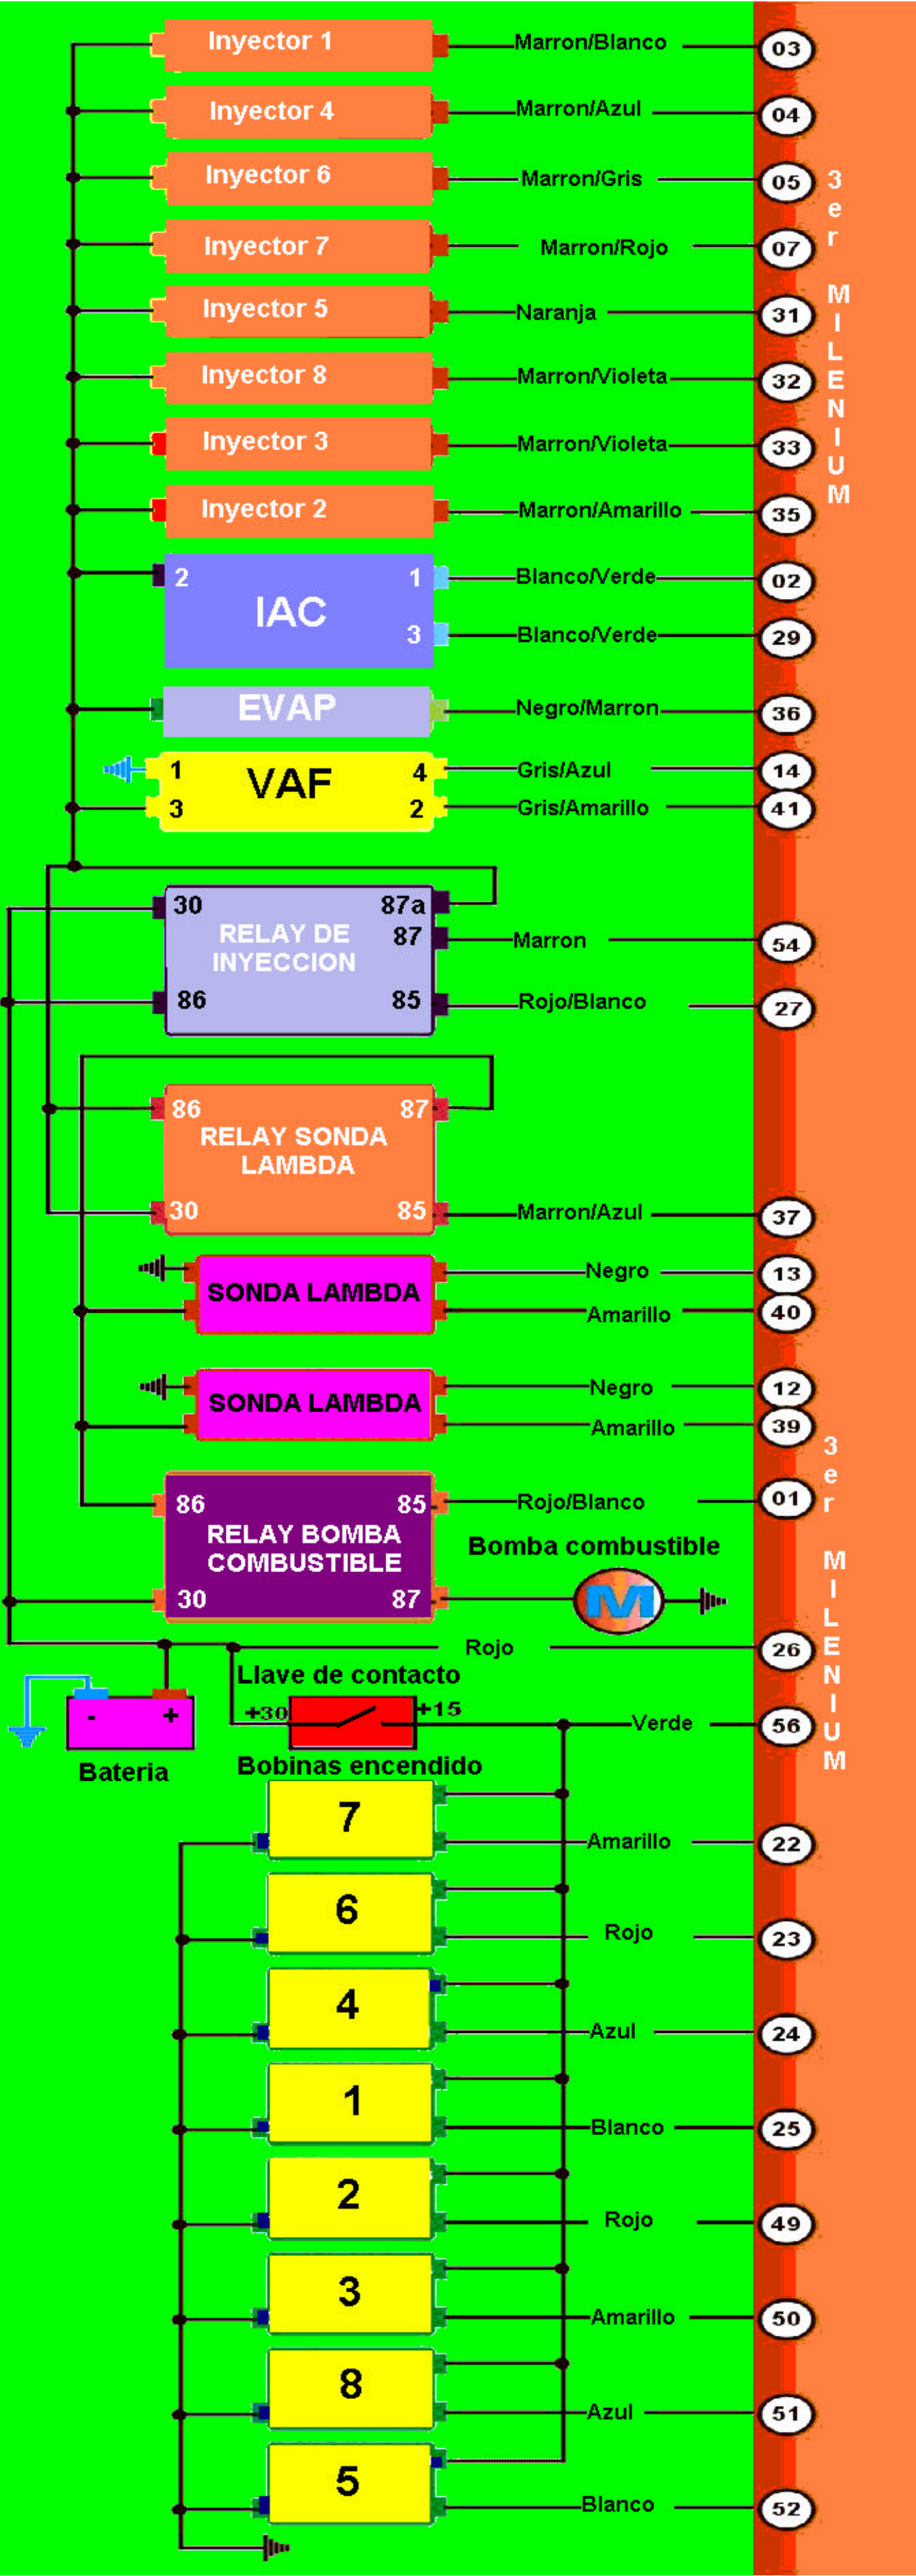 Inyector 1
Marron/Blanco
03
Inyector 4
Marron/Azul
04
Inyector 6
Marron/Gris
05
Inyector 7
Marron/Rojo
07
Inyector 5
Naranja
31
Inyector 8
Marron/Violeta
32
Inyector 3
Marron/Violeta
33
Inyector 2
Marron/Amarillo
35
3er MILENIUM
2 IAC 1
Blanco/Verde
02
3
Blanco/Verde
29
EVAP
Negro/Marron
36
1 VAF 4
Gris/Azul
14
3 2
Gris/Amarillo
41
30 87a
RELAY DE
INYECCION
87
Marron
54
86 85
Rojo/Blanco
27
86 87
RELAY SONDA
LAMBDA
30 85
Marron/Azul
37
SONDA LAMBDA
Negro
13
Amarillo
40
SONDA LAMBDA
Negro
12
Amarillo
39
86 85
Rojo/Blanco
01
RELAY BOMBA
COMBUSTIBLE
30 87
Bomba combustible
M
3er MILENIUM
Rojo
26
Llave de contacto
+30 +15
Verde
56
- +
Bateria
Bobinas encendido
7
Amarillo
22
6
Rojo
23
4
Azul
24
1
Blanco
25
2
Rojo
49
3
Amarillo
50
8
Azul
51
5
Blanco
52